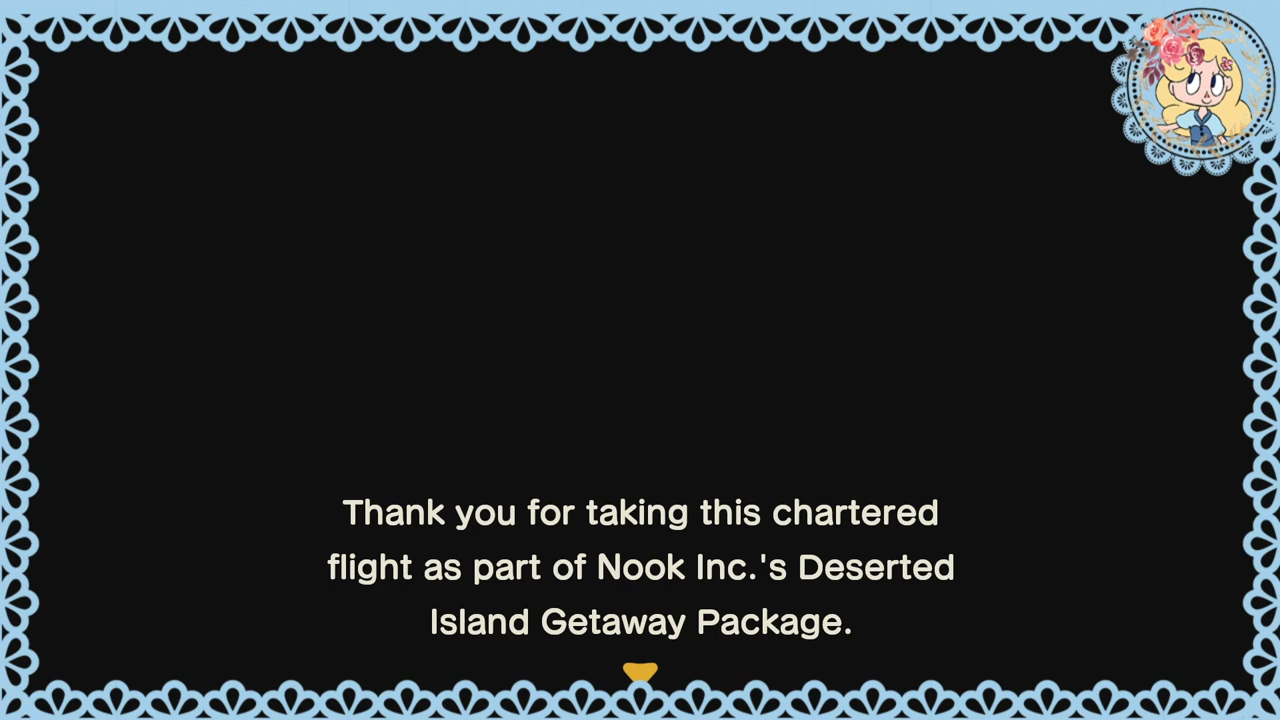 Thank you for taking this chartered
flight as part of Nook Inc.'s Deserted
Island Getaway Package.